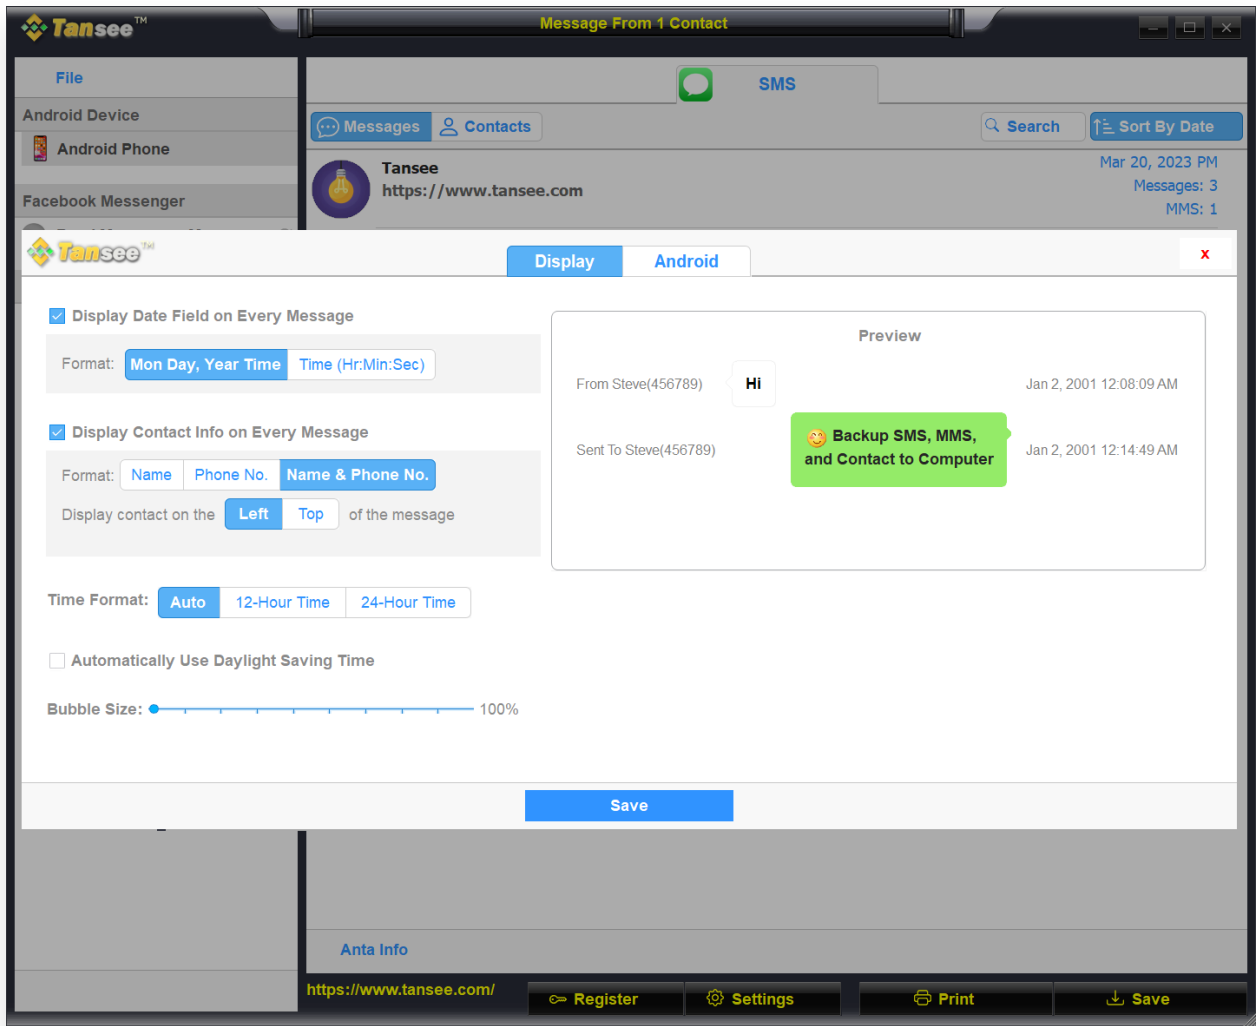 Tansee™
Message From 1 Contact
File
SMS
Android Device
Messages
Contacts
Search
Sort By Date
Android Phone
Tansee
https://www.tansee.com
Mar 20, 2023 PM
Messages: 3
MMS: 1
Facebook Messenger
Tansee™
Display
Android
x
Display Date Field on Every Message
Format:
Mon Day, Year Time
Time (Hr:Min:Sec)
Display Contact Info on Every Message
Format:
Name
Phone No.
Name & Phone No.
Display contact on the
Left
Top
of the message
Time Format:
Auto
12-Hour Time
24-Hour Time
Automatically Use Daylight Saving Time
Bubble Size:
100%
Preview
From Steve(456789)
Hi
Jan 2, 2001 12:08:09 AM
Sent To Steve(456789)
Backup SMS, MMS,
and Contact to Computer
Jan 2, 2001 12:14:49 AM
Save
Anta Info
https://www.tansee.com/
Register
Settings
Print
Save